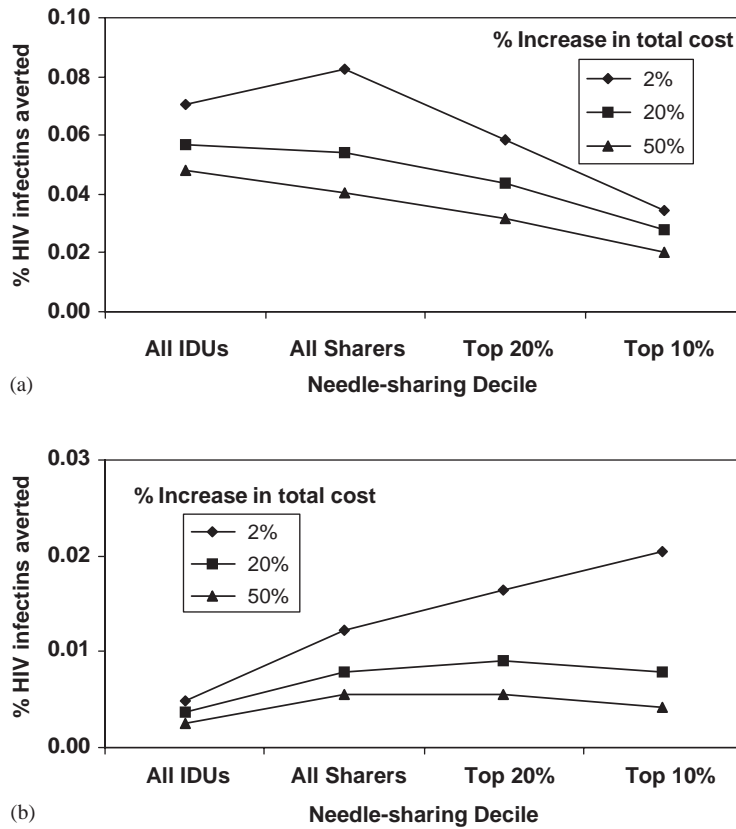 0.10
0.08
0.06
0.04
0.02
0.00
% HIV infectins averted
% Increase in total cost
2%
20%
50%
All IDUs All Sharers Top 20% Top 10%
(a) Needle-sharing Decile
0.03
0.02
0.01
0.00
% HIV infectins averted
% Increase in total cost
2%
20%
50%
All IDUs All Sharers Top 20% Top 10%
(b) Needle-sharing Decile